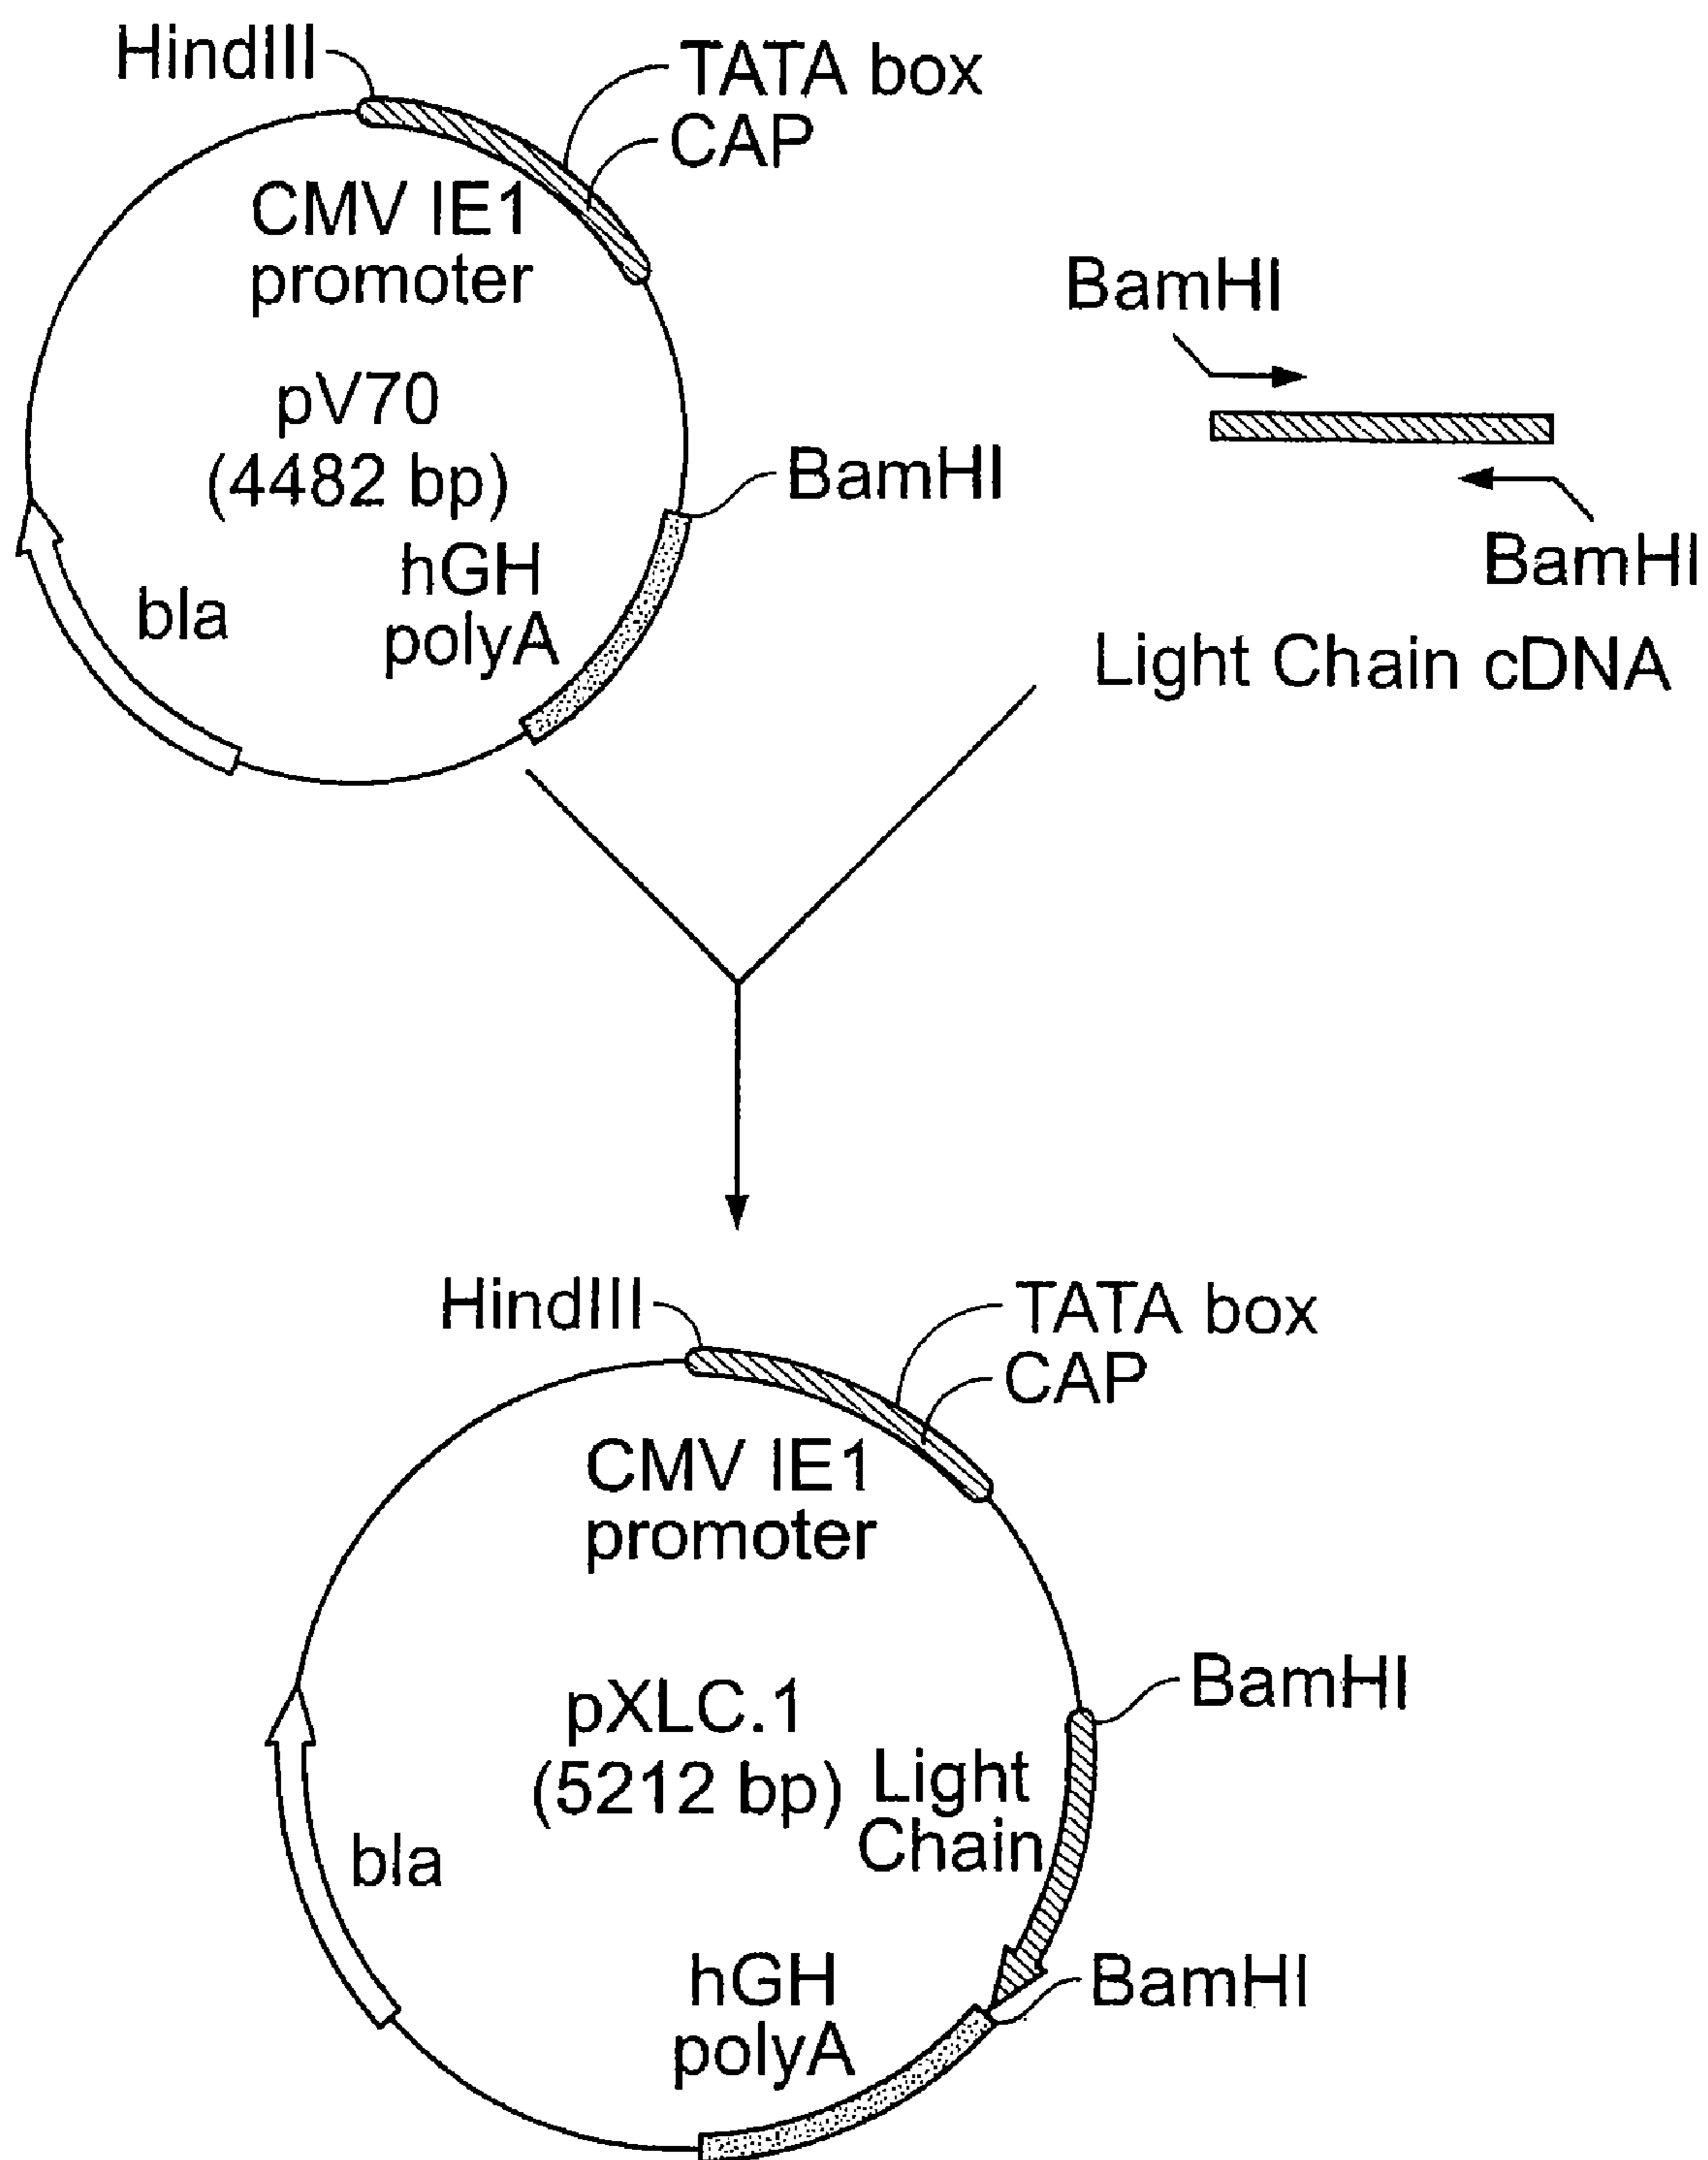 HindIII
TATA box
CAP
CMV IE1
promoter
pV70
(4482 bp)
BamHI
hGH
polyA
bla
BamHI
BamHI
Light Chain cDNA
HindIII
TATA box
CAP
CMV IE1
promoter
BamHI
pXLC.1
(5212 bp)
Light
Chain
bla
BamHI
hGH
polyA